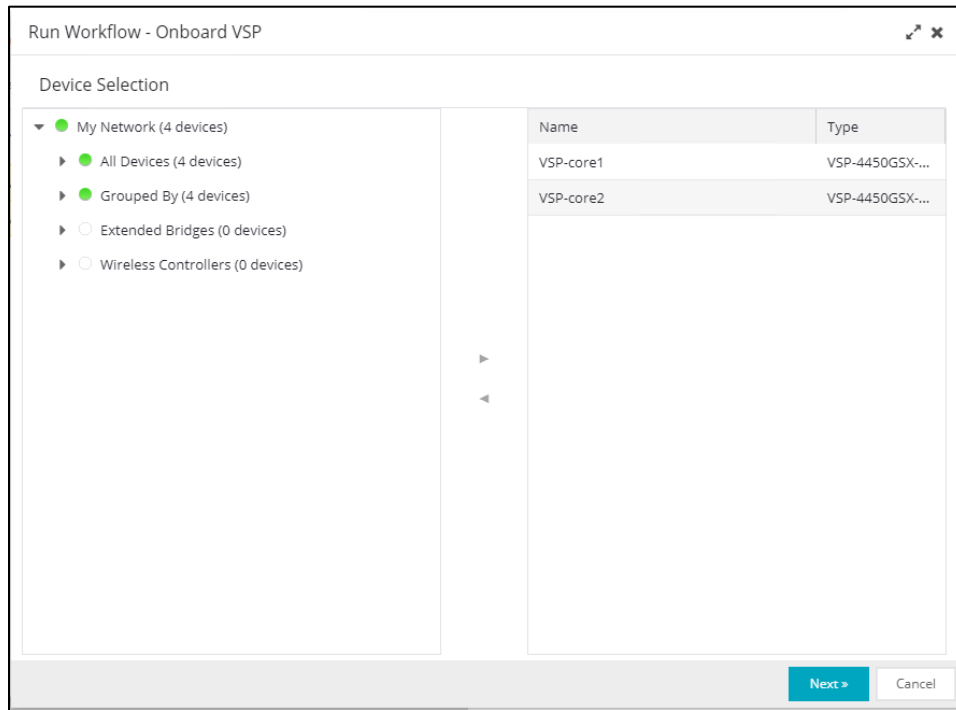 Run Workflow - Onboard VSP
Device Selection
My Network (4 devices)
All Devices (4 devices)
Grouped By (4 devices)
Extended Bridges (0 devices)
Wireless Controllers (0 devices)
Name Type
VSP-core1 VSP-4450GSX-...
VSP-core2 VSP-4450GSX-...
Next » Cancel